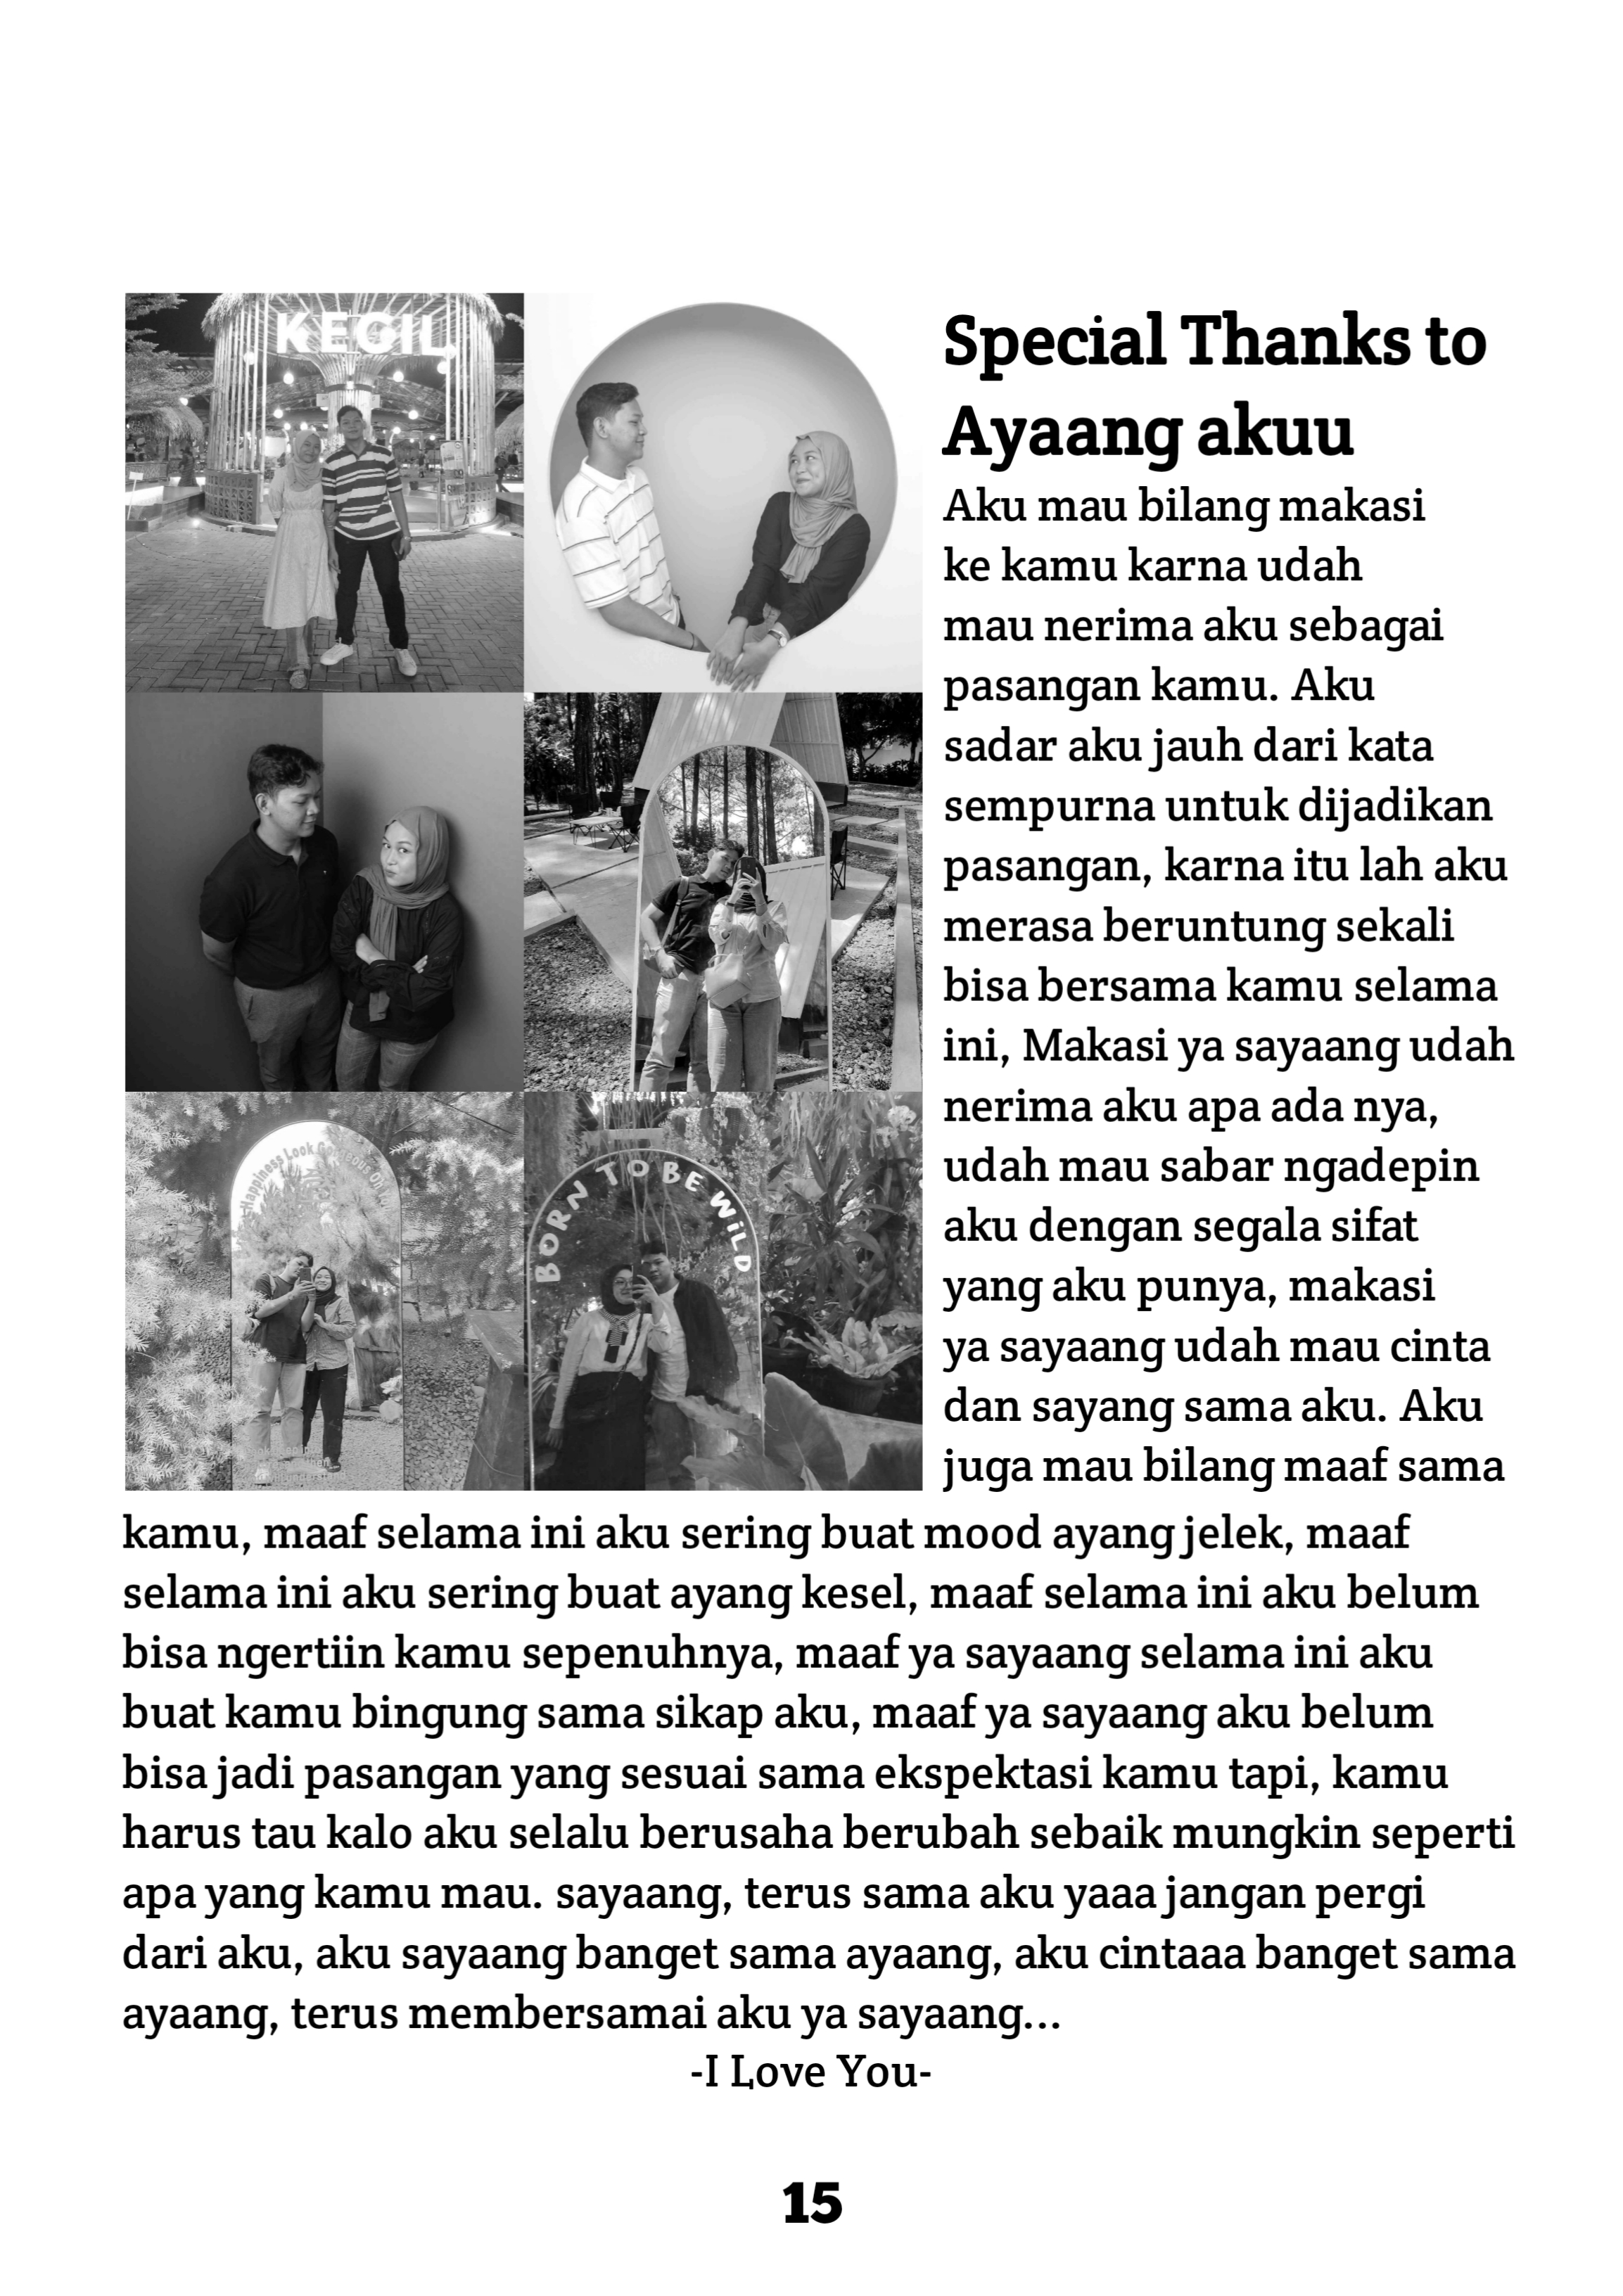 KECIL
Special Thanks to
Ayaang akuu
Aku mau bilang makasi
ke kamu karna udah
mau nerima aku sebagai
pasangan kamu. Aku
sadar aku jauh dari kata
sempurna untuk dijadikan
pasangan, karna itu lah aku
merasa beruntung sekali
bisa bersama kamu selama
ini, Makasi ya sayaang udah
nerima aku apa ada nya,
udah mau sabar ngadepin
aku dengan segala sifat
yang aku punya, makasi
ya sayaang udah mau cinta
dan sayang sama aku. Aku
juga mau bilang maaf sama
Happiness Look Gorgeous On
BORN TO BE WiLD
kamu, maaf selama ini aku sering buat mood ayang jelek, maaf
selama ini aku sering buat ayang kesel, maaf selama ini aku belum
bisa ngertiin kamu sepenuhnya, maaf ya sayaang selama ini aku
buat kamu bingung sama sikap aku, maaf ya sayaang aku belum
bisa jadi pasangan yang sesuai sama ekspektasi kamu tapi, kamu
harus tau kalo aku selalu berusaha berubah sebaik mungkin seperti
apa yang kamu mau. sayaang, terus sama aku yaaa jangan pergi
dari aku, aku sayaang banget sama ayaang, aku cintaaa banget sama
ayaang, terus membersamai aku ya sayaang...
-I Love You-
15